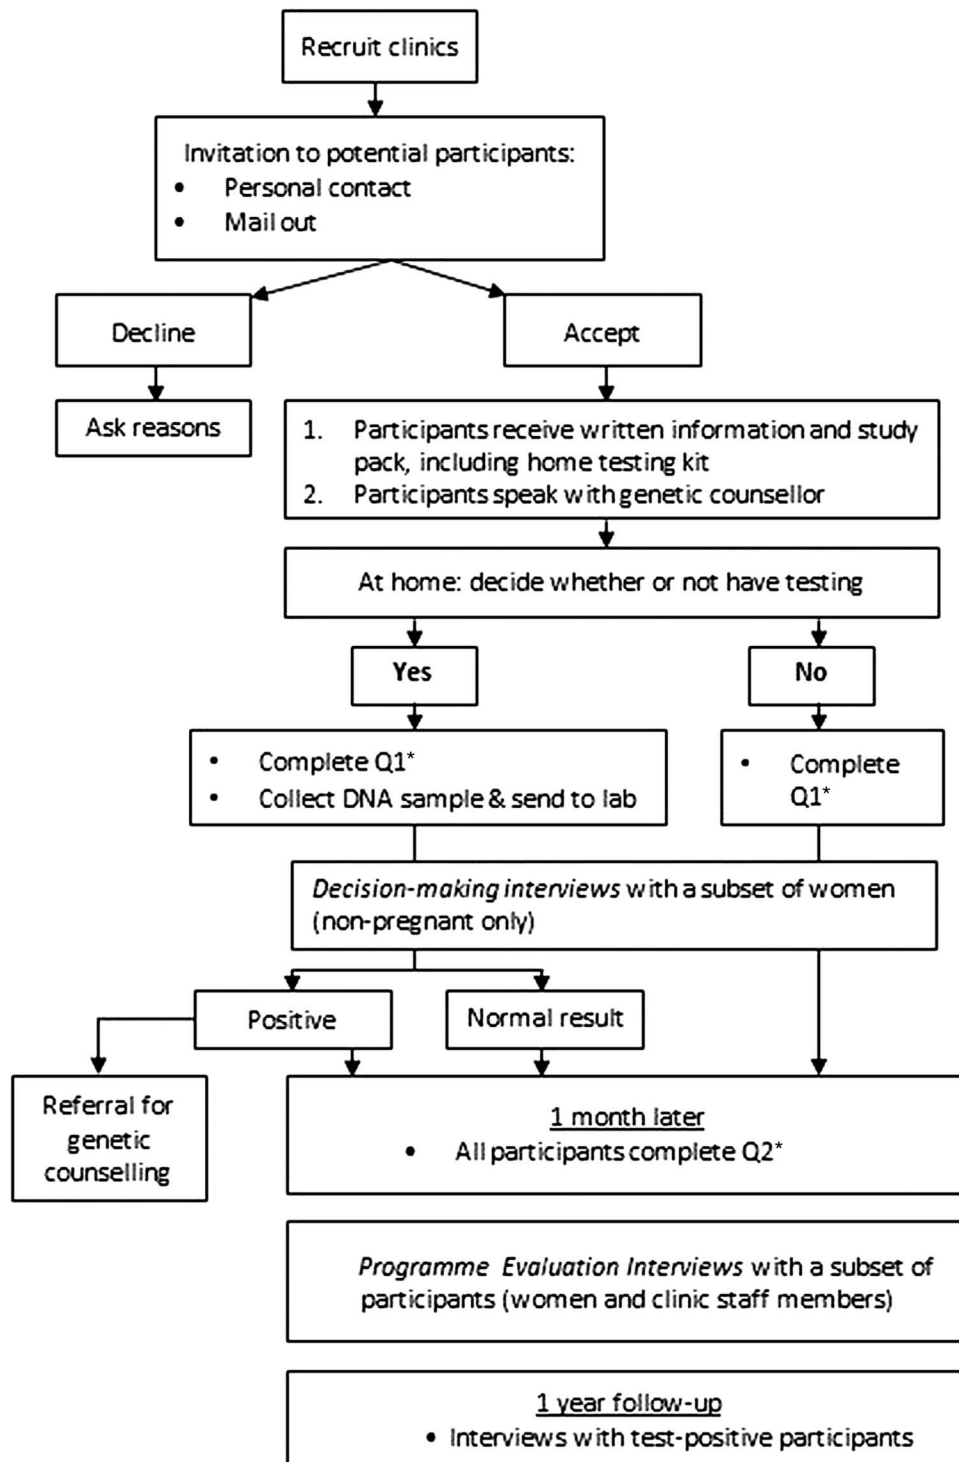 Recruit clinics
Invitation to potential participants:
• Personal contact
• Mail out
Decline
Accept
Ask reasons
1. Participants receive written information and study
pack, including home testing kit
2. Participants speak with genetic counsellor
At home: decide whether or not have testing
Yes
No
• Complete Q1*
• Collect DNA sample & send to lab
• Complete
Q1*
Decision-making interviews with a subset of women
(non-pregnant only)
Positive
Normal result
Referral for
genetic
counselling
1 month later
• All participants complete Q2*
Programme Evaluation Interviews with a subset of
participants (women and clinic staff members)
1 year follow-up
• Interviews with test-positive participants